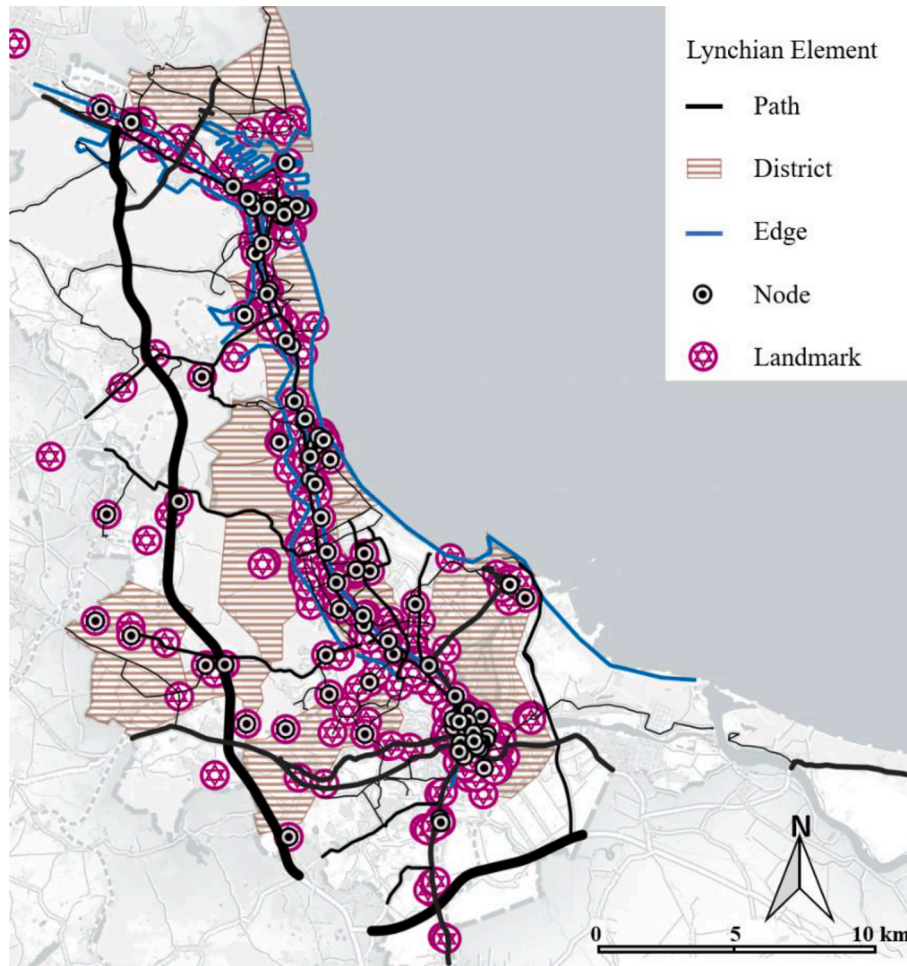 Lynchian Element
Path
District
Edge
Node
Landmark
N
0 5 10 km